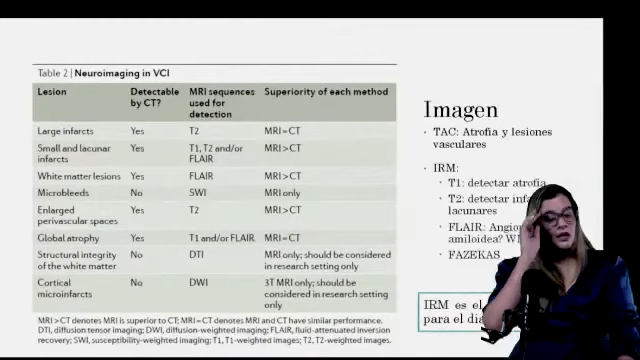 Table 2 | Neuroimaging in VCI
Lesion Detectable by CT? MRI sequences used for detection Superiority of each method
Large infarcts Yes T2 MRI=CT
Small and lacunar infarcts Yes T1, T2 and/or FLAIR MRI>CT
White matter lesions Yes FLAIR MRI>CT
Microbleeds No SWI MRI only
Enlarged perivascular spaces Yes T2 MRI>CT
Global atrophy Yes T1 and/or FLAIR MRI=CT
Structural integrity of the white matter No DTI MRI only; should be considered in research setting only
Cortical microinfarcts No DWI 3T MRI only; should be considered in research setting only
MRI > CT denotes MRI is superior to CT; MRI = CT denotes MRI and CT have similar performance.
DTI, diffusion tensor imaging; DWI, diffusion-weighted imaging; FLAIR, fluid-attenuated inversion
recovery; SWI, susceptibility-weighted imaging; T1, T1-weighted images; T2, T2-weighted images.
Imagen
• TAC: Atrofia y lesiones
vasculares
• IRM:
• T1: detectar atrofia
• T2: detectar
lacunares
• FLAIR:
amiloidea?
• FAZEKAS
IRM es el
para el